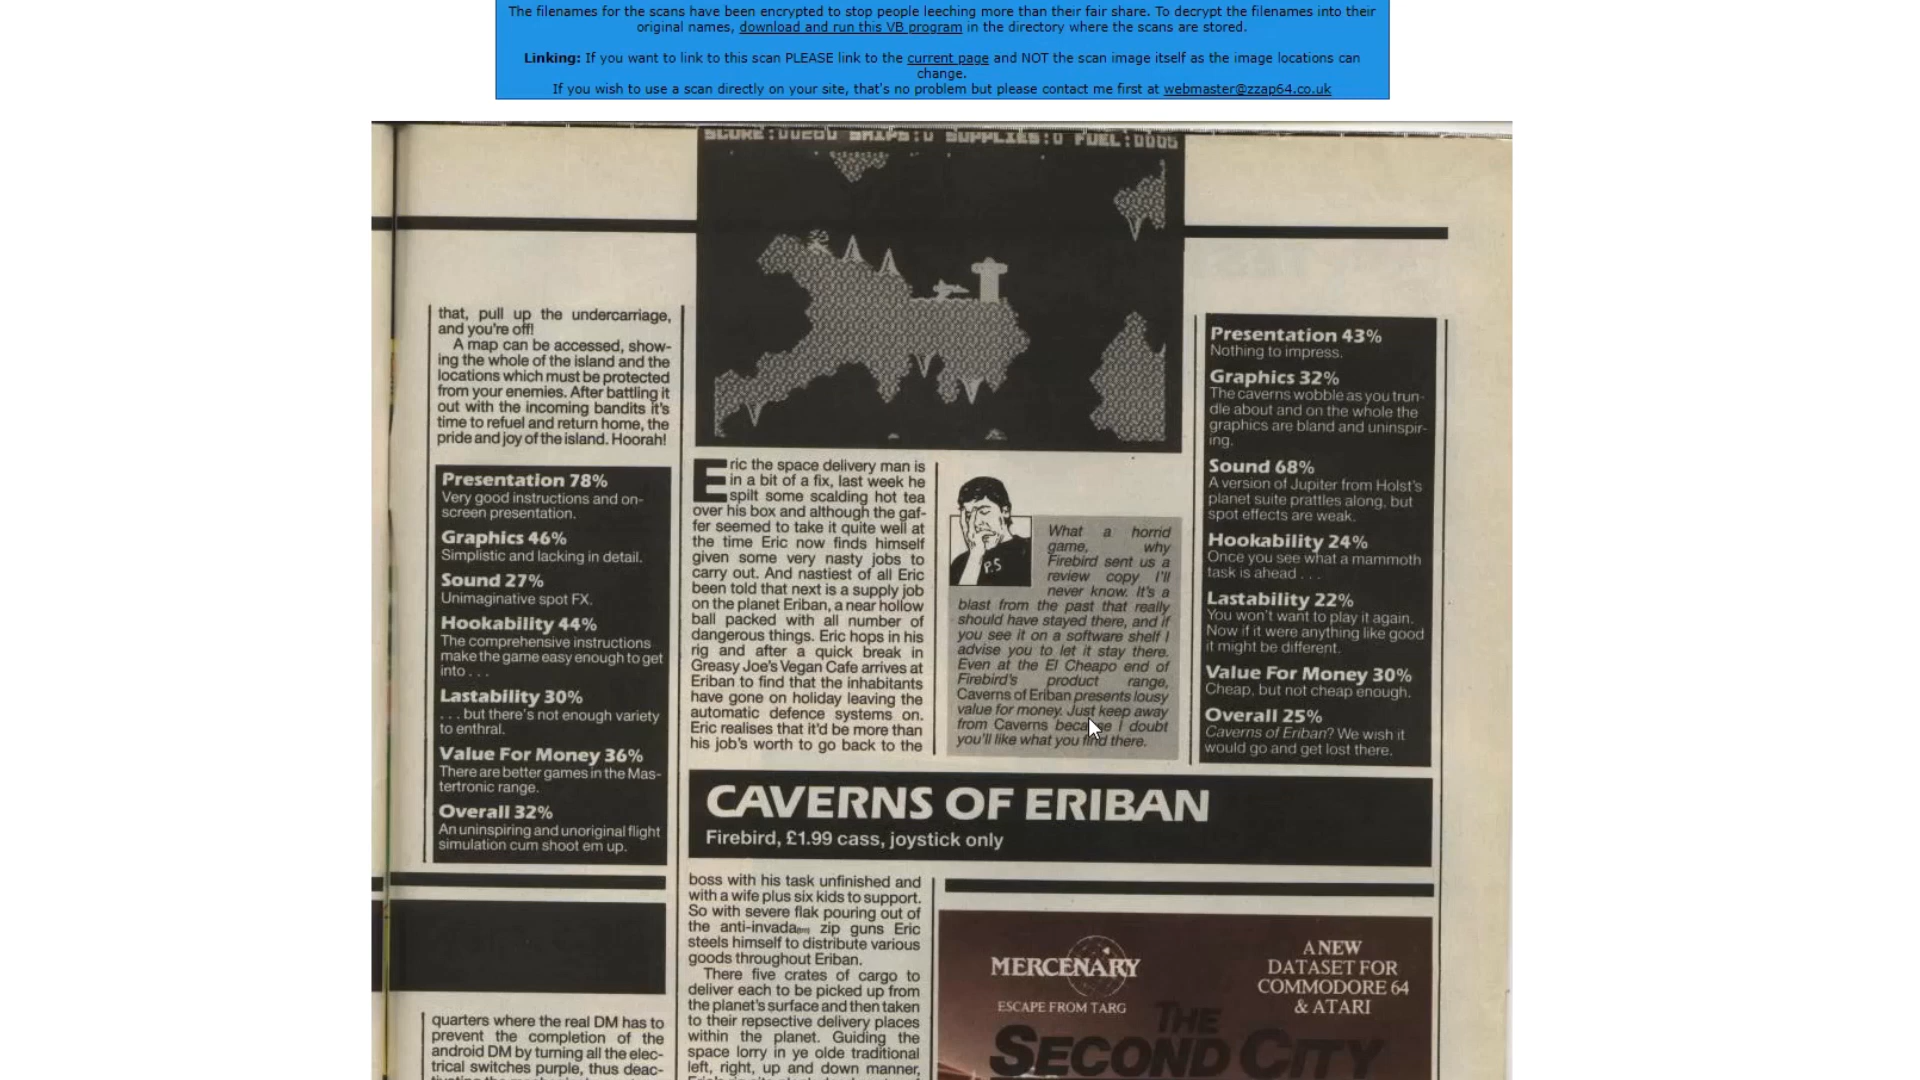 The filenames for the scans have been encrypted to stop people leeching more than their fair share. To decrypt the filenames into their
original names, download and run this VB program in the directory where the scans are stored.
Linking: If you want to link to this scan PLEASE link to the current page and NOT the scan image itself as the image locations can
change.
If you wish to use a scan directly on your site, that's no problem but please contact me first at webmaster@zzap64.co.uk
SCORE:00260 SHIPS:0 SUPPLIES:0 FUEL:0005
that, pull up the undercarriage,
and you're off!
A map can be accessed, show-
ing the whole of the island and the
locations which must be protected
from your enemies. After battling it
out with the incoming bandits it's
time to refuel and return home, the
pride and joy of the island. Hoorah!
Presentation 78%
Very good instructions and on-
screen presentation.
Graphics 46%
Simplistic and lacking in detail.
Sound 27%
Unimaginative spot FX.
Hookability 44%
The comprehensive instructions
make the game easy enough to get
into . . .
Lastability 30%
. . . but there's not enough variety
to enthral.
Value For Money 36%
There are better games in the Mas-
tertronic range.
Overall 32%
An uninspiring and unoriginal flight
simulation cum shoot em up.
quarters where the real DM has to
prevent the completion of the
android DM by turning all the elec-
trical switches purple, thus deac-
Eric the space delivery man is
in a bit of a fix, last week he
spilt some scalding hot tea
over his box and although the gaf-
fer seemed to take it quite well at
the time Eric now finds himself
given some very nasty jobs to
carry out. And nastiest of all Eric
been told that next is a supply job
on the planet Eriban, a near hollow
ball packed with all number of
dangerous things. Eric hops in his
rig and after a quick break in
Greasy Joe's Vegan Cafe arrives at
Eriban to find that the inhabitants
have gone on holiday leaving the
automatic defence systems on.
Eric realises that it'd be more than
his job's worth to go back to the
P.S
What a horrid
game, why
Firebird sent us a
review copy I'll
never know. It's a
blast from the past that really
should have stayed there, and if
you see it on a software shelf I
advise you to let it stay there.
Even at the El Cheapo end of
Firebird's product range,
Caverns of Eriban presents lousy
value for money. Just keep away
from Caverns because I doubt
you'll like what you find there.
Presentation 43%
Nothing to impress.
Graphics 32%
The caverns wobble as you trun-
dle about and on the whole the
graphics are bland and uninspir-
ing.
Sound 68%
A version of Jupiter from Holst's
planet suite prattles along, but
spot effects are weak.
Hookability 24%
Once you see what a mammoth
task is ahead . . .
Lastability 22%
You won't want to play it again.
Now if it were anything like good
it might be different.
Value For Money 30%
Cheap, but not cheap enough.
Overall 25%
Caverns of Eriban? We wish it
would go and get lost there.
CAVERNS OF ERIBAN
Firebird, £1.99 cass, joystick only
boss with his task unfinished and
with a wife plus six kids to support.
So with severe flak pouring out of
the anti-invada zip guns Eric
steels himself to distribute various
goods throughout Eriban.
There five crates of cargo to
deliver each to be picked up from
the planet's surface and then taken
to their repsective delivery places
within the planet. Guiding the
space lorry in ye olde traditional
left, right, up and down manner,
MERCENARY
ESCAPE FROM TARG
THE
SECOND CITY
A NEW
DATASET FOR
COMMODORE 64
& ATARI